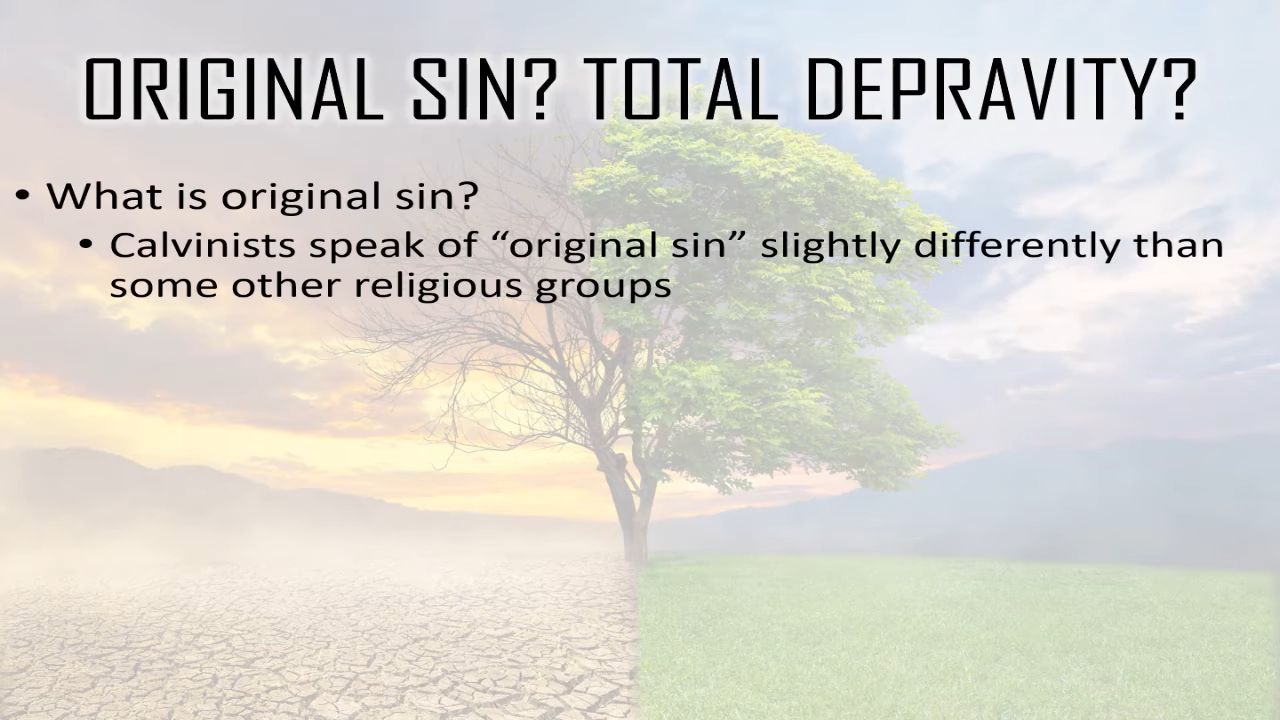 ORIGINAL SIN? TOTAL DEPRAVITY?
• What is original sin?
• Calvinists speak of “original sin” slightly differently than
some other religious groups